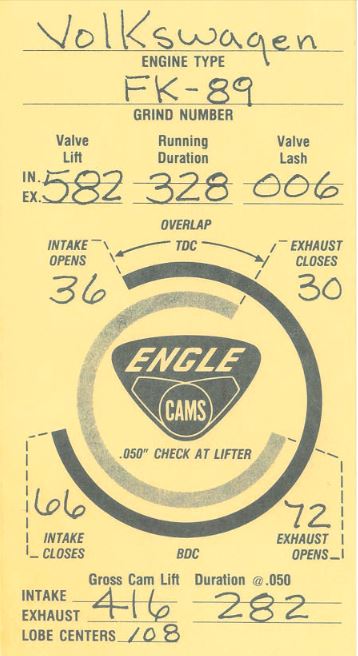 Volkswagen
ENGINE TYPE
FK-89
GRIND NUMBER
Valve Lift Running Duration Valve Lash
IN. EX. 582 328 006
OVERLAP
INTAKE OPENS TDC EXHAUST CLOSES
36 30
ENGLE
CAMS
.050" CHECK AT LIFTER
66 72
INTAKE CLOSES BDC EXHAUST OPENS
Gross Cam Lift Duration @ .050
INTAKE
EXHAUST 416 282
LOBE CENTERS 108